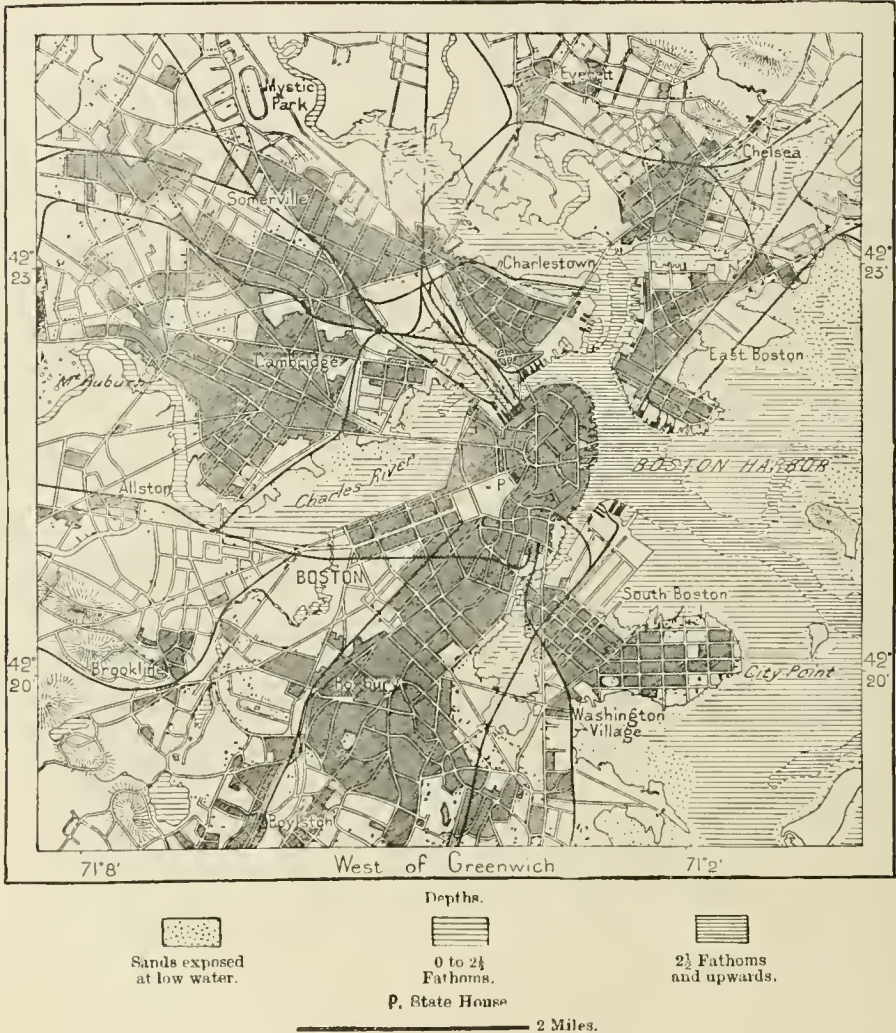 Mystic
Park
Everett
Chelsea
Somerville
42°
23'
Charlestown
42°
23'
Cambridge
East Boston
Mt Auburn
BOSTON HARBOR
Allston
Charles River
P
BOSTON
South Boston
42°
20'
Brookline
Roxbury
City Point
42°
20'
Washington
Village
Boylston
71°8'
West of Greenwich
71°2'
Depths.
Sands exposed
at low water.
0 to 2½
Fathoms.
2½ Fathoms
and upwards.
P. State House
2 Miles.